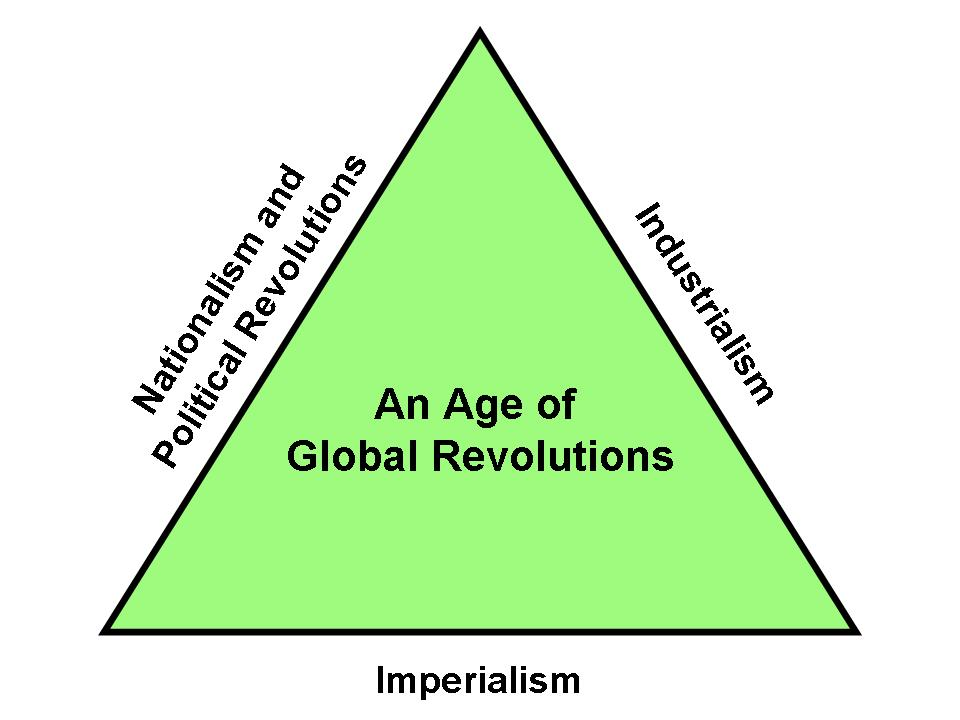 Nationalism and
Political Revolutions
Industrialism
An Age of
Global Revolutions
Imperialism